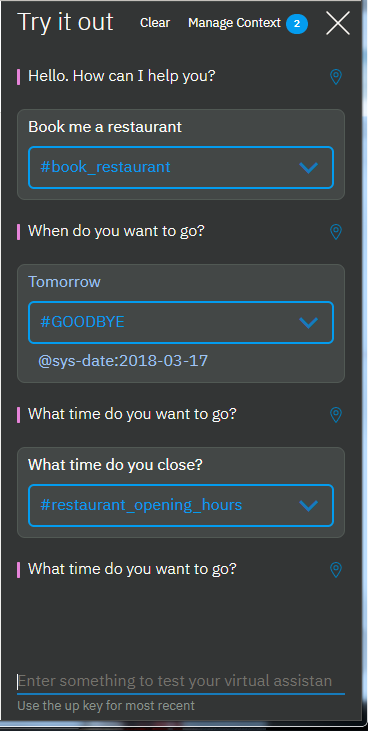 Try it out Clear Manage Context 2
Hello. How can I help you?
Book me a restaurant
#book_restaurant
When do you want to go?
Tomorrow
#GOODBYE
@sys-date:2018-03-17
What time do you want to go?
What time do you close?
#restaurant_opening_hours
What time do you want to go?
Enter something to test your virtual assistan
Use the up key for most recent